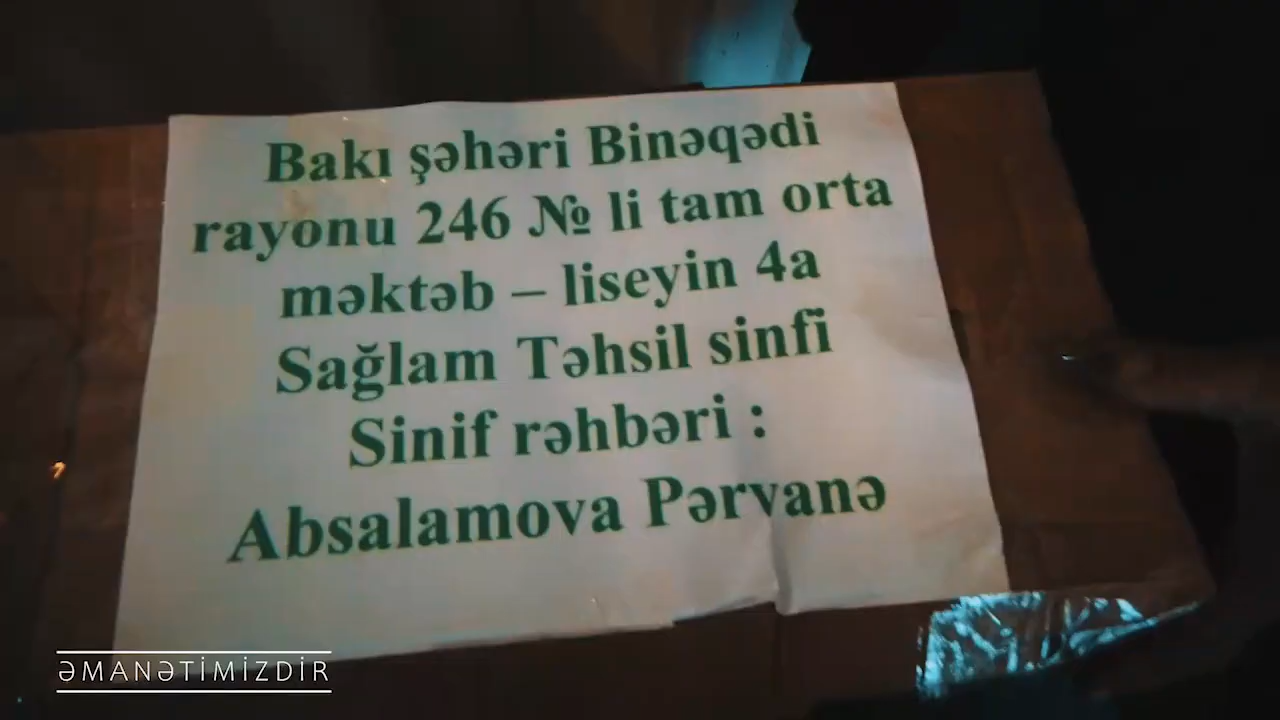 Bakı şəhəri Binəqədi
rayonu 246 № li tam orta
məktəb – liseyin 4a
Sağlam Təhsil sinfi
Sinif rəhbəri :
Absalamova Pərvanə
ƏMANƏTİMİZDİR